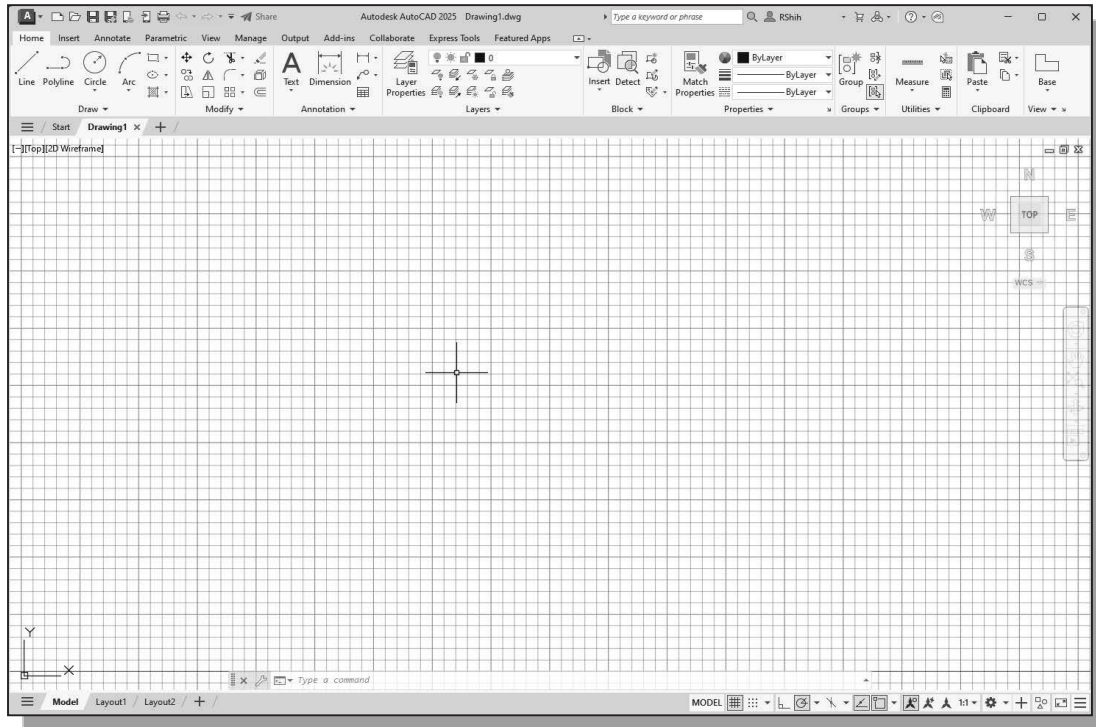 A Share Autodesk AutoCAD 2025 Drawing1.dwg Type a keyword or phrase RShih
Home Insert Annotate Parametric View Manage Output Add-ins Collaborate Express Tools Featured Apps
0 ByLayer
Line Polyline Circle Arc Text Dimension Layer Properties Insert Detect Match Properties ByLayer Group Measure Paste Base
ByLayer
Draw Modify Annotation Layers Block Properties Groups Utilities Clipboard View
Start Drawing1
[−][Top][2D Wireframe]
N
W TOP E
S
WCS
Y
X
Type a command
Model Layout1 Layout2 MODEL 1:1